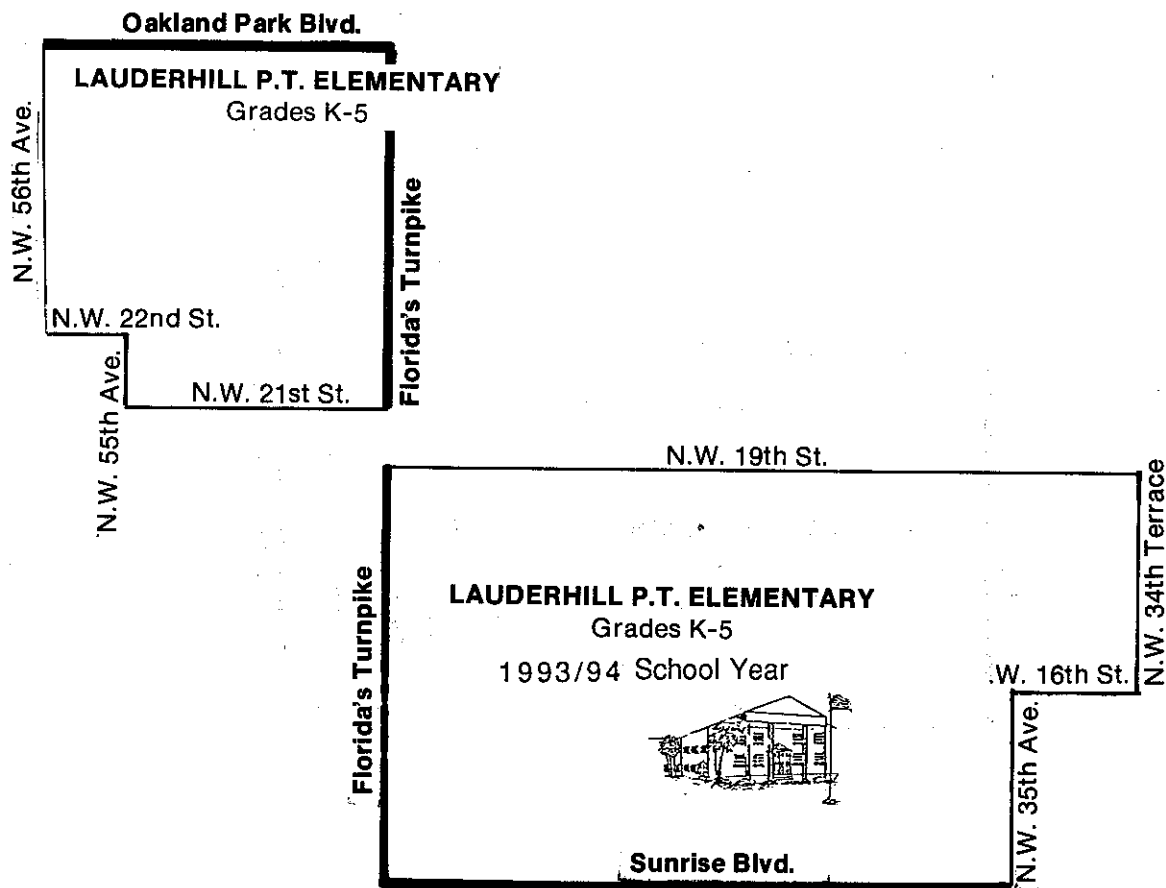 Oakland Park Blvd.
LAUDERHILL P.T. ELEMENTARY
Grades K-5
N.W. 56th Ave.
Florida's Turnpike
N.W. 22nd St.
N.W. 55th Ave.
N.W. 21st St.
N.W. 19th St.
N.W. 34th Terrace
Florida's Turnpike
LAUDERHILL P.T. ELEMENTARY
Grades K-5
1993/94 School Year
.W. 16th St.
N.W. 35th Ave.
Sunrise Blvd.